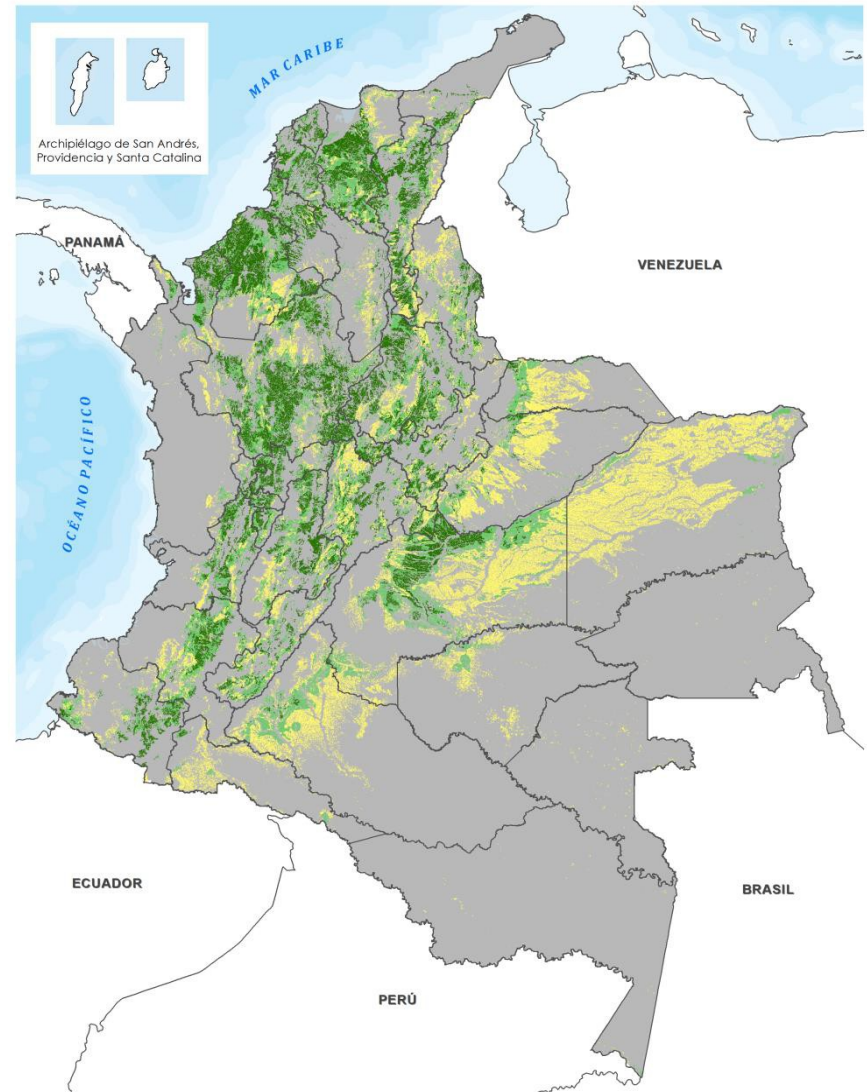 MAR CARIBE
Archipiélago de San Andrés,
Providencia y Santa Catalina
PANAMÁ
VENEZUELA
OCÉANO PACÍFICO
ECUADOR
BRASIL
PERÚ